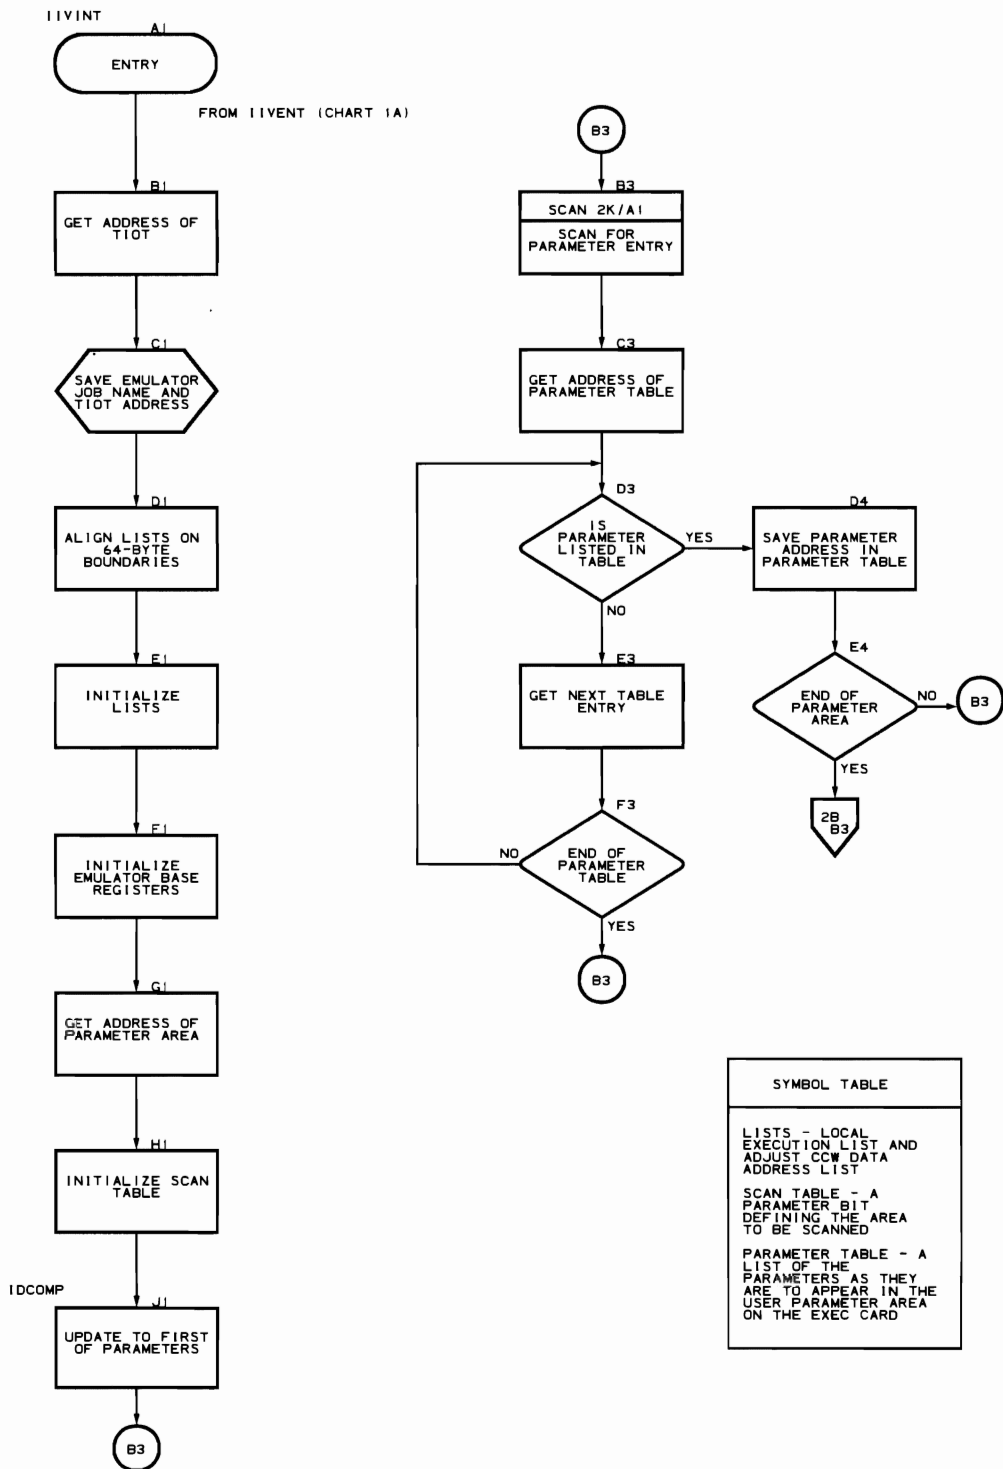 IIVINT
A1
ENTRY
FROM IIVENT (CHART 1A)
B1
GET ADDRESS OF
TIOT
C1
SAVE EMULATOR
JOB NAME AND
TIOT ADDRESS
D1
ALIGN LISTS ON
64-BYTE
BOUNDARIES
E1
INITIALIZE
LISTS
F1
INITIALIZE
EMULATOR BASE
REGISTERS
G1
GET ADDRESS OF
PARAMETER AREA
H1
INITIALIZE SCAN
TABLE
IDCOMP
J1
UPDATE TO FIRST
OF PARAMETERS
B3
B3
B3
SCAN 2K/A1
SCAN FOR
PARAMETER ENTRY
C3
GET ADDRESS OF
PARAMETER TABLE
D3
IS
PARAMETER
LISTED IN
TABLE
YES
NO
E3
GET NEXT TABLE
ENTRY
F3
END OF
PARAMETER
TABLE
NO
YES
B3
D4
SAVE PARAMETER
ADDRESS IN
PARAMETER TABLE
E4
END OF
PARAMETER
AREA
NO
B3
YES
2B
B3
SYMBOL TABLE
LISTS - LOCAL
EXECUTION LIST AND
ADJUST CCW DATA
ADDRESS LIST
SCAN TABLE - A
PARAMETER BIT
DEFINING THE AREA
TO BE SCANNED
PARAMETER TABLE - A
LIST OF THE
PARAMETERS AS THEY
ARE TO APPEAR IN THE
USER PARAMETER AREA
ON THE EXEC CARD